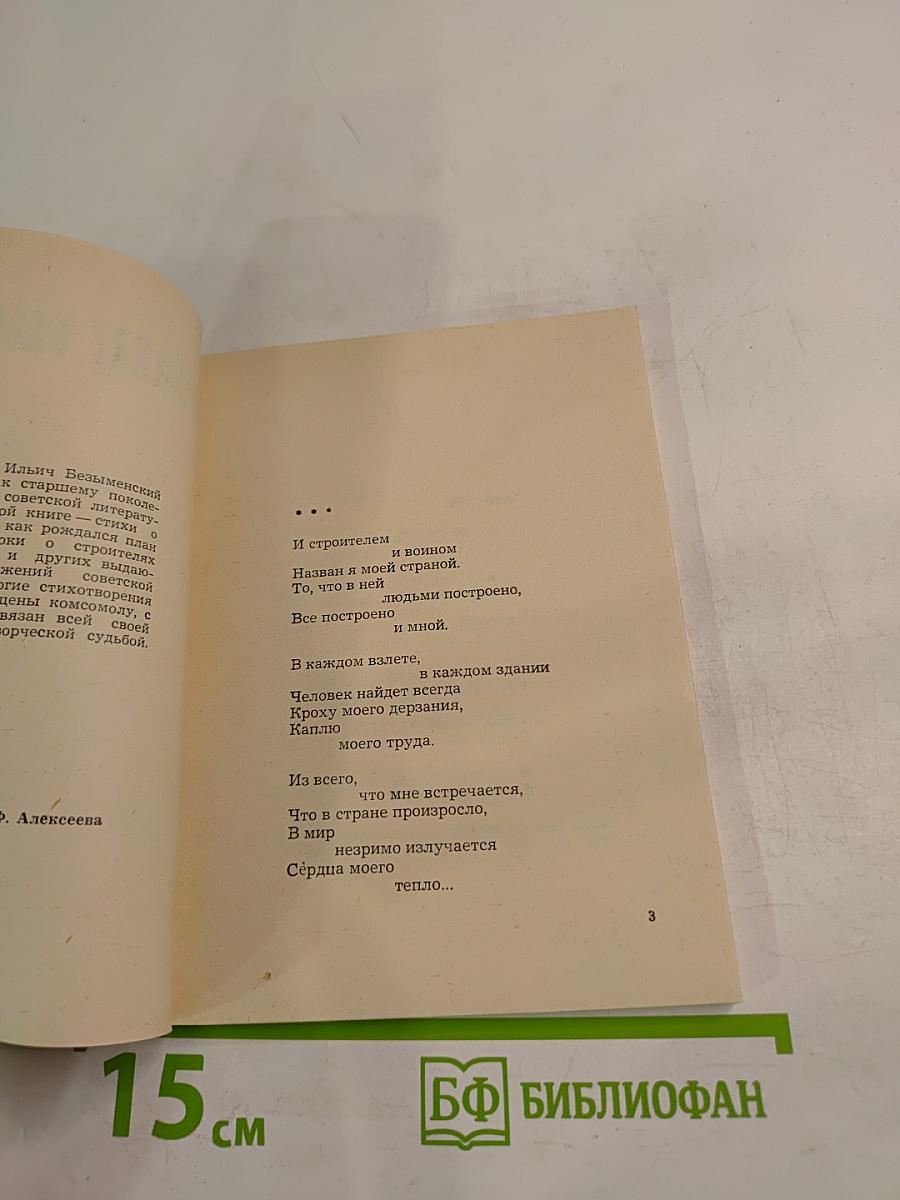 Ильич Безыменский
к старшему поколе-
советской литерату-
ой книге — стихи о
как рождался план
оки о строителях
и других выдаю-
жений советской
огие стихотворения
щены комсомолу, с
вязан всей своей
ворческой судьбой.
Ф. Алексеева
• • •
И строителем
и воином
Назван я моей страной.
То, что в ней
людьми построено,
Все построено
и мной.
В каждом взлете,
в каждом здании
Человек найдет всегда
Кроху моего дерзания,
Каплю
моего труда.
Из всего,
что мне встречается,
Что в стране произросло,
В мир
незримо излучается
Сердца моего
тепло...
3
15 см
БФ БИБЛИОФАН